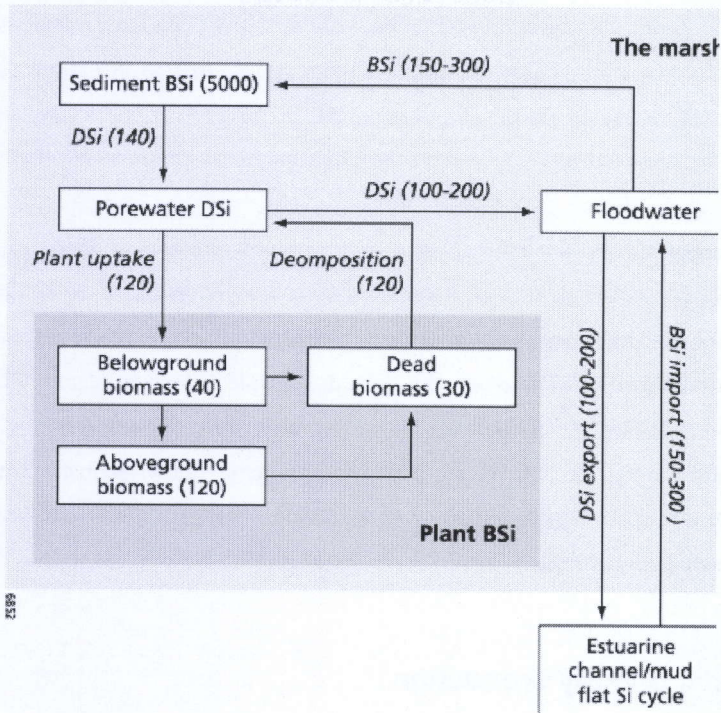 The marsh
BSi (150-300)
Sediment BSi (5000)
DSi (140)
DSi (100-200)
Porewater DSi
Floodwater
Plant uptake
(120)
Deomposition
(120)
Belowground
biomass (40)
Dead
biomass (30)
Aboveground
biomass (120)
Plant BSi
DSi export (100-200)
BSi import (150-300 )
6852
Estuarine
channel/mud
flat Si cycle